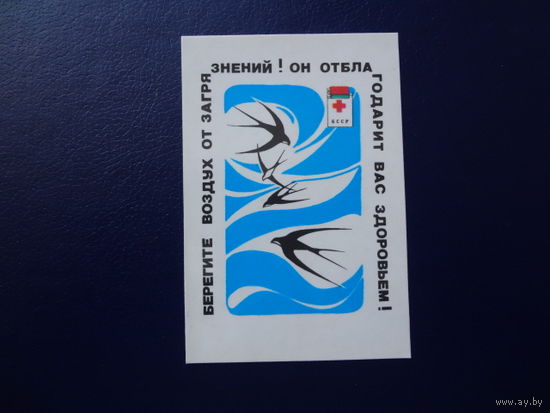 БЕРЕГИТЕ ВОЗДУХ ОТ ЗАГРЯ
ЗНЕНИЙ! ОН ОТБЛА
ГОДАРИТ ВАС ЗДОРОВЬЕМ!
БССР
© www.ay.by